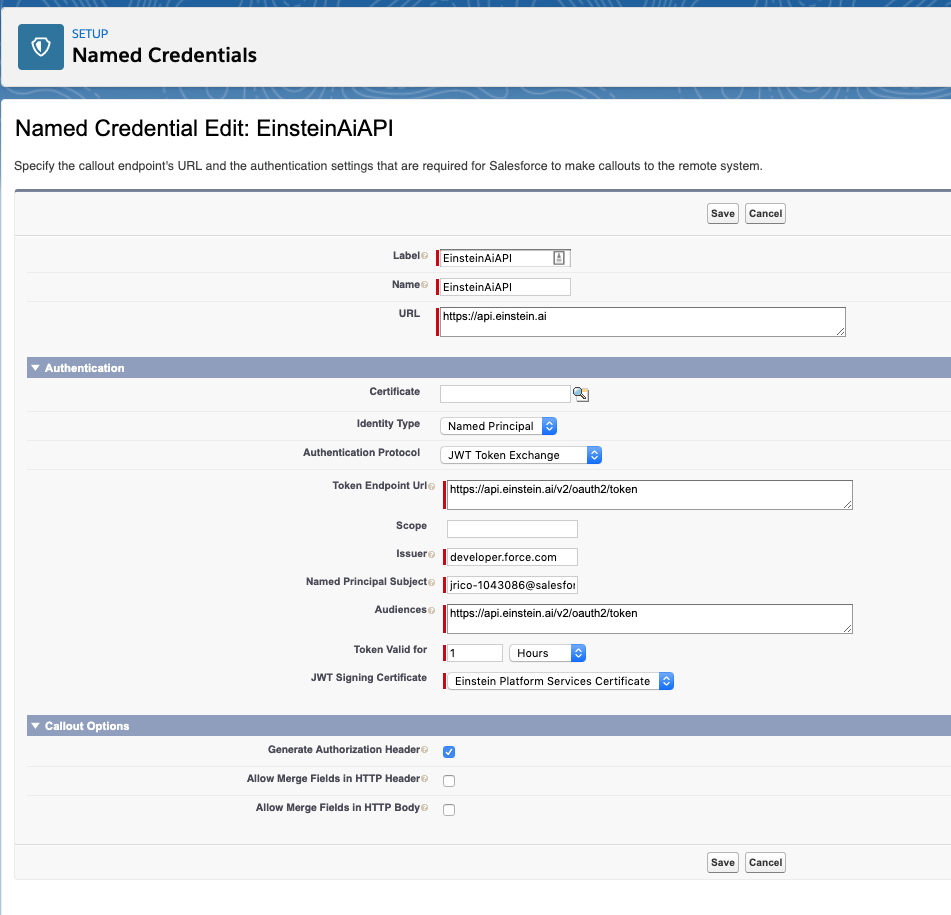 SETUP
Named Credentials
Named Credential Edit: EinsteinAiAPI
Specify the callout endpoint's URL and the authentication settings that are required for Salesforce to make callouts to the remote system.
Save Cancel
Label EinsteinAiAPI
Name EinsteinAiAPI
URL https://api.einstein.ai
Authentication
Certificate
Identity Type Named Principal
Authentication Protocol JWT Token Exchange
Token Endpoint Url https://api.einstein.ai/v2/oauth2/token
Scope
Issuer developer.force.com
Named Principal Subject jrico-1043086@salesfor
Audiences https://api.einstein.ai/v2/oauth2/token
Token Valid for 1 Hours
JWT Signing Certificate Einstein Platform Services Certificate
Callout Options
Generate Authorization Header
Allow Merge Fields in HTTP Header
Allow Merge Fields in HTTP Body
Save Cancel